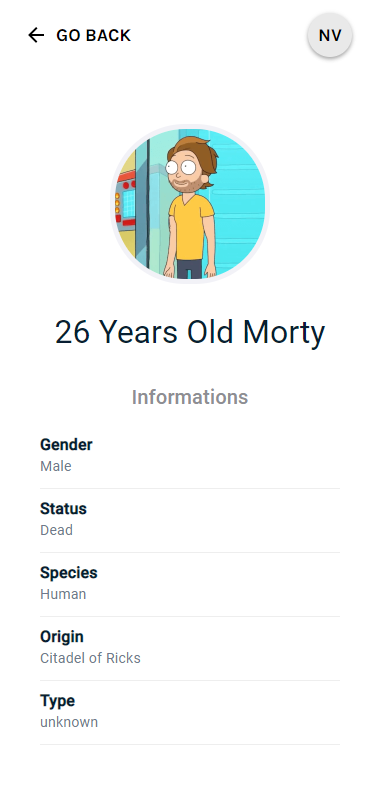 GO BACK
NV
26 Years Old Morty
Informations
Gender
Male
Status
Dead
Species
Human
Origin
Citadel of Ricks
Type
unknown